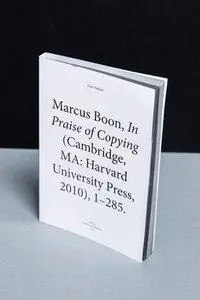 Marcus Boon, In
Praise of Copying
(Cambridge,
MA: Harvard
University Press,
2010), 1–285.